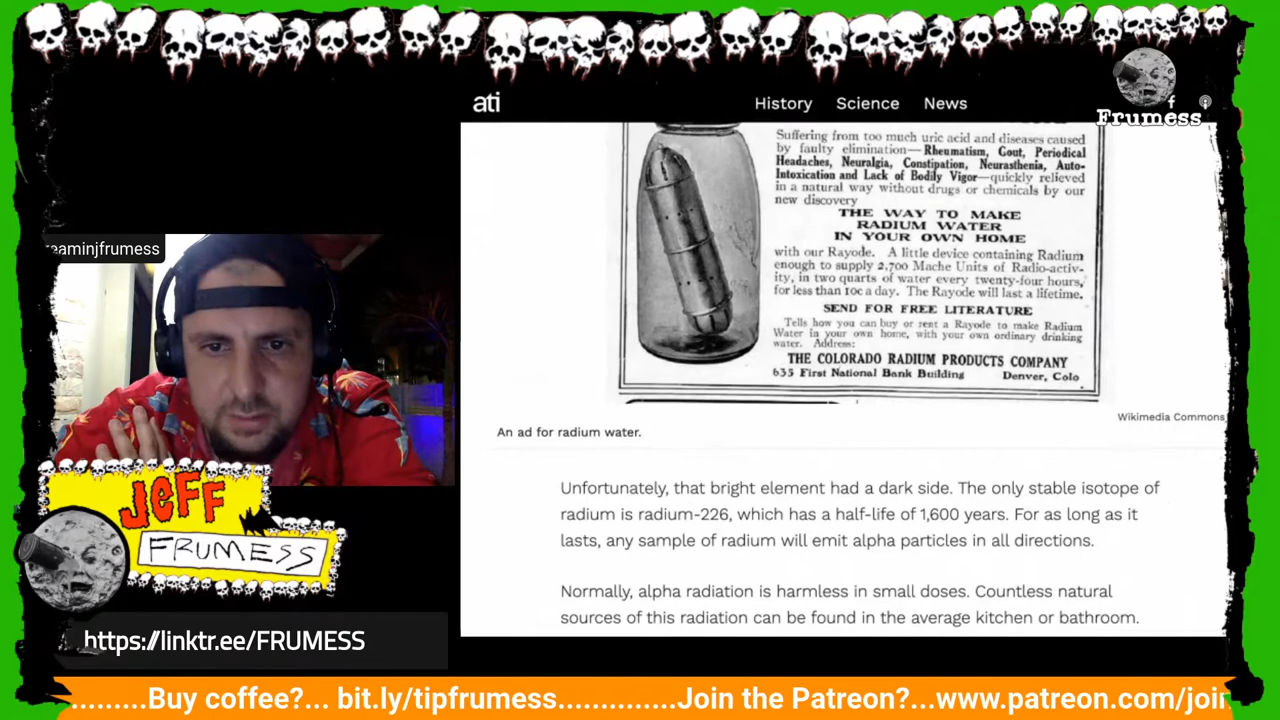 ati
History Science News
f
Frumess
Suffering from too much uric acid and diseases caused
by faulty elimination—Rheumatism, Gout, Periodical
Headaches, Neuralgia, Constipation, Neurasthenia, Auto-
Intoxication and Lack of Bodily Vigor—quickly relieved
in a natural way without drugs or chemicals by our
new discovery
THE WAY TO MAKE
RADIUM WATER
IN YOUR OWN HOME
with our Rayode. A little device containing Radium
enough to supply 2,700 Mache Units of Radio-activ-
ity, in two quarts of water every twenty-four hours,
for less than 10c a day. The Rayode will last a lifetime.
SEND FOR FREE LITERATURE
Tells how you can buy or rent a Rayode to make Radium
Water in your own home, with your own ordinary drinking
water. Address:
THE COLORADO RADIUM PRODUCTS COMPANY
635 First National Bank Building Denver, Colo
Wikimedia Commons
An ad for radium water.
Unfortunately, that bright element had a dark side. The only stable isotope of
radium is radium-226, which has a half-life of 1,600 years. For as long as it
lasts, any sample of radium will emit alpha particles in all directions.
Normally, alpha radiation is harmless in small doses. Countless natural
sources of this radiation can be found in the average kitchen or bathroom.
eaminjfrumess
JEFF
FRUMESS
https://linktr.ee/FRUMESS
.........Buy coffee?... bit.ly/tipfrumess..............Join the Patreon?...www.patreon.com/join